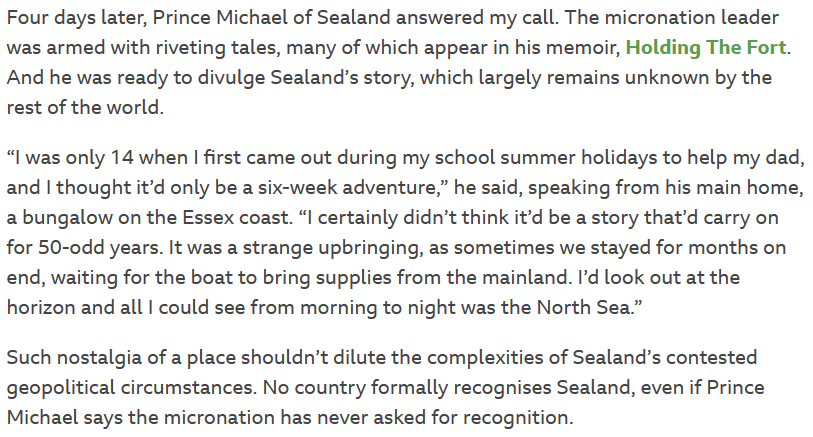 Four days later, Prince Michael of Sealand answered my call. The micronation leader
was armed with riveting tales, many of which appear in his memoir, Holding The Fort.
And he was ready to divulge Sealand’s story, which largely remains unknown by the
rest of the world.
“I was only 14 when I first came out during my school summer holidays to help my dad,
and I thought it’d only be a six-week adventure,” he said, speaking from his main home,
a bungalow on the Essex coast. “I certainly didn’t think it’d be a story that’d carry on
for 50-odd years. It was a strange upbringing, as sometimes we stayed for months on
end, waiting for the boat to bring supplies from the mainland. I’d look out at the
horizon and all I could see from morning to night was the North Sea.”
Such nostalgia of a place shouldn’t dilute the complexities of Sealand’s contested
geopolitical circumstances. No country formally recognises Sealand, even if Prince
Michael says the micronation has never asked for recognition.